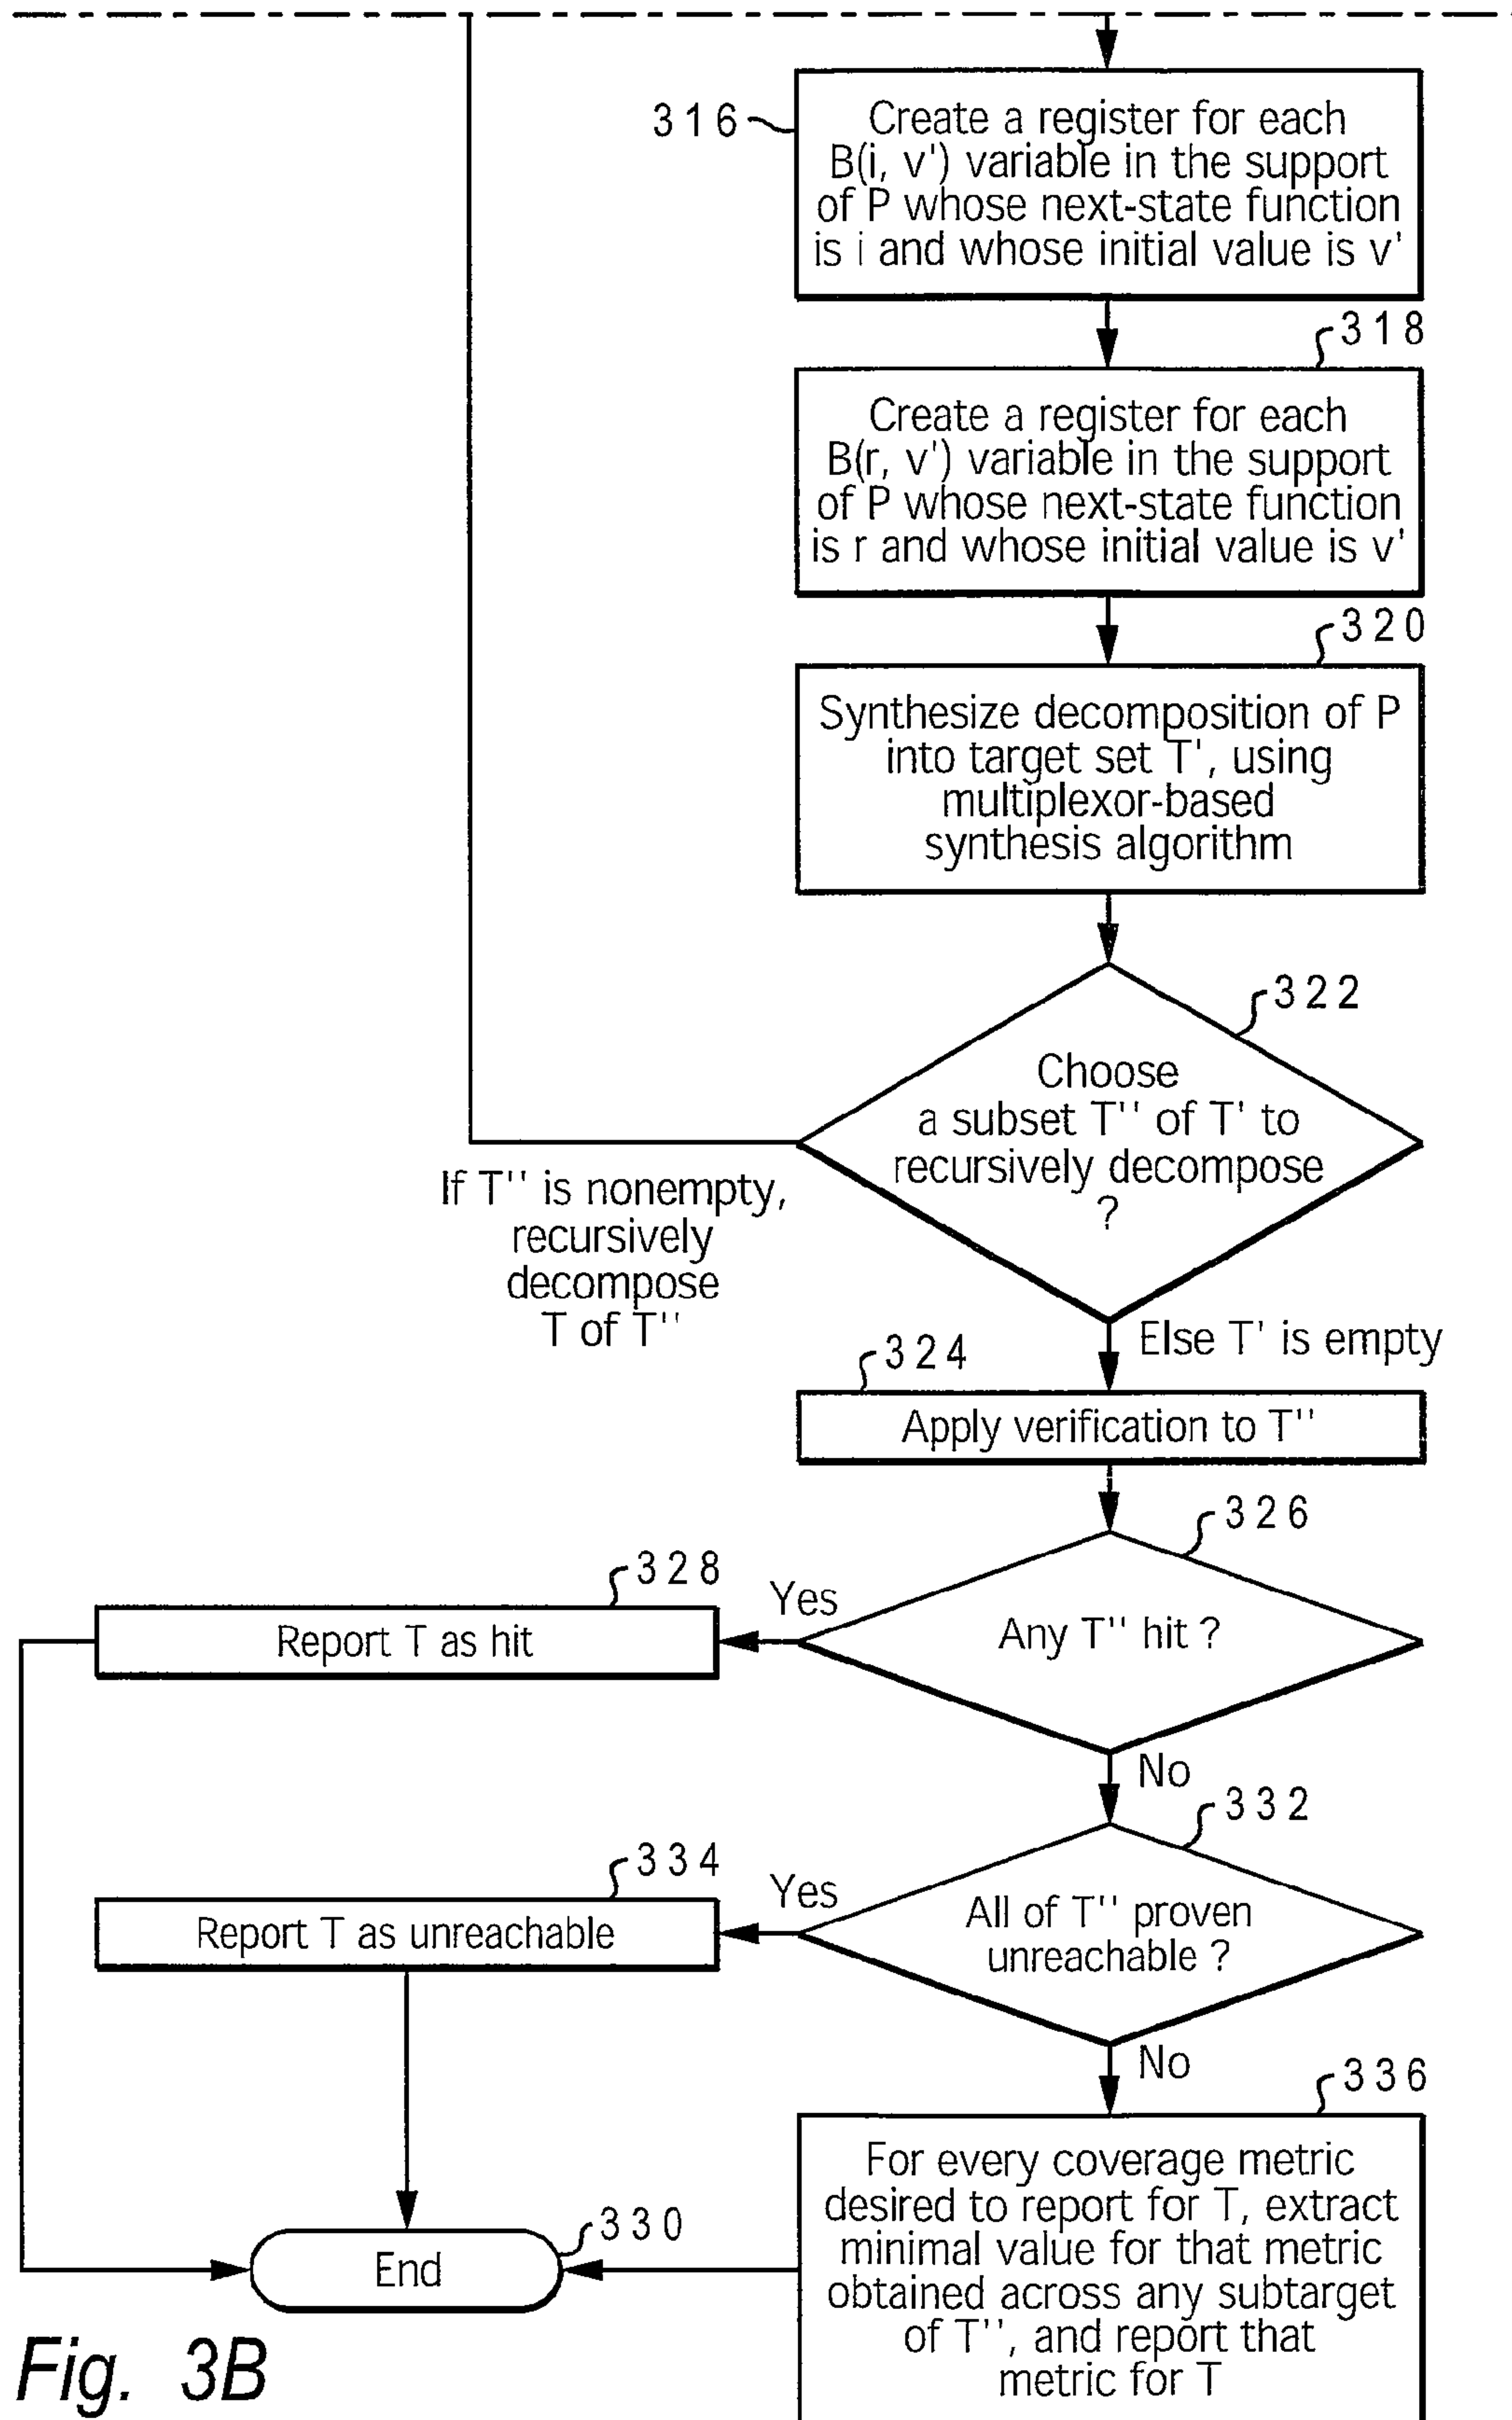 316
Create a register for each
B(i, v') variable in the support
of P whose next-state function
is i and whose initial value is v'
318
Create a register for each
B(r, v') variable in the support
of P whose next-state function
is r and whose initial value is v'
320
Synthesize decomposition of P
into target set T', using
multiplexor-based
synthesis algorithm
322
Choose
a subset T'' of T' to
recursively decompose
?
If T'' is nonempty,
recursively
decompose
T of T''
Else T' is empty
324
Apply verification to T''
326
Any T'' hit ?
Yes
328
Report T as hit
No
332
All of T'' proven
unreachable ?
Yes
334
Report T as unreachable
No
336
For every coverage metric
desired to report for T, extract
minimal value for that metric
obtained across any subtarget
of T'', and report that
metric for T
330
End
Fig. 3B